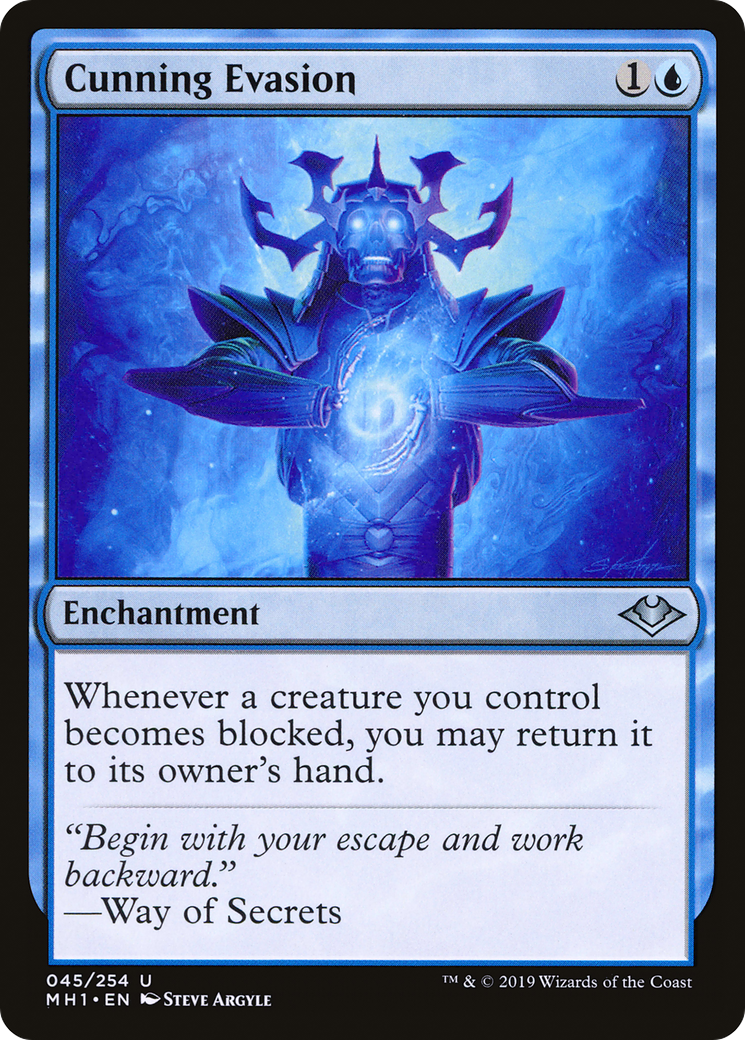 Cunning Evasion 1
Enchantment
Whenever a creature you control
becomes blocked, you may return it
to its owner’s hand.
“Begin with your escape and work
backward.”
—Way of Secrets
045/254 U
™ & © 2019 Wizards of the Coast
MH1 • EN Steve Argyle